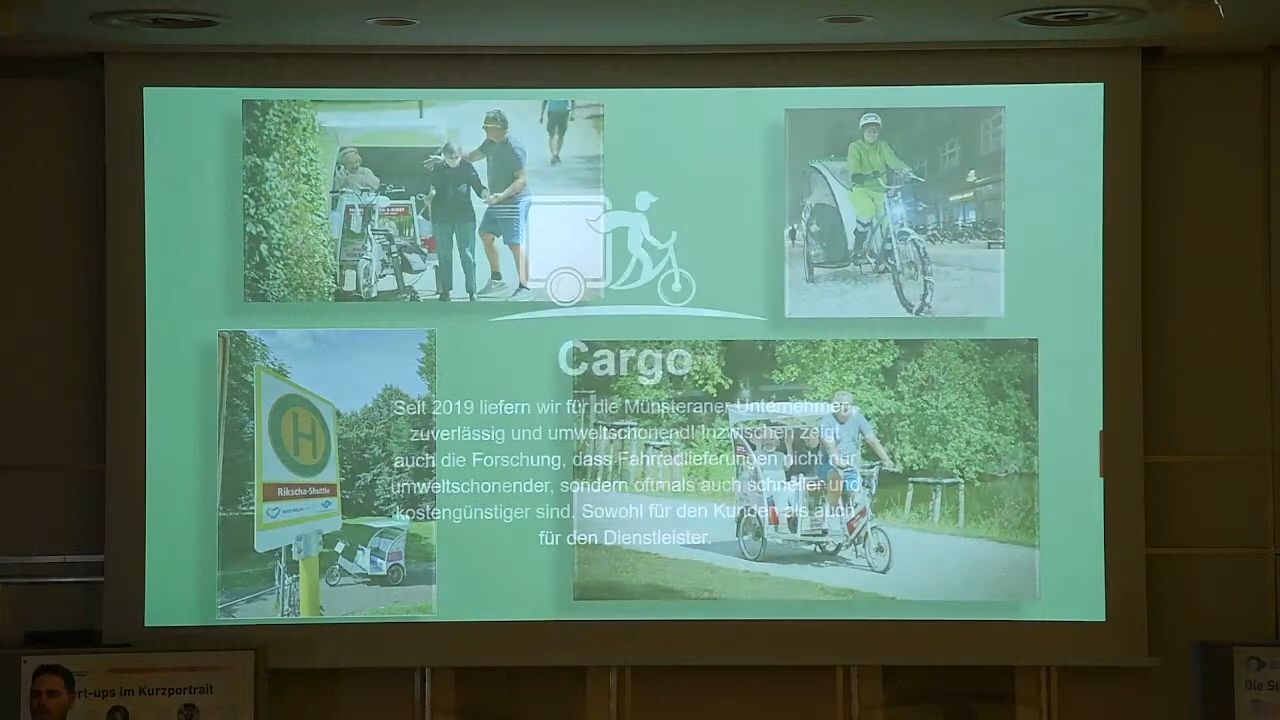 H
Rikscha-Shuttle
Cargo
Seit 2019 liefern wir für die Münsteraner Unternehmen
zuverlässig und umweltschonend! Inzwischen zeigt
auch die Forschung, dass Fahrradlieferungen nicht nur
umweltschonender, sondern oftmals auch schneller und
kostengünstiger sind. Sowohl für den Kunden als auch
für den Dienstleister.
rt-ups im Kurzportrait
Die